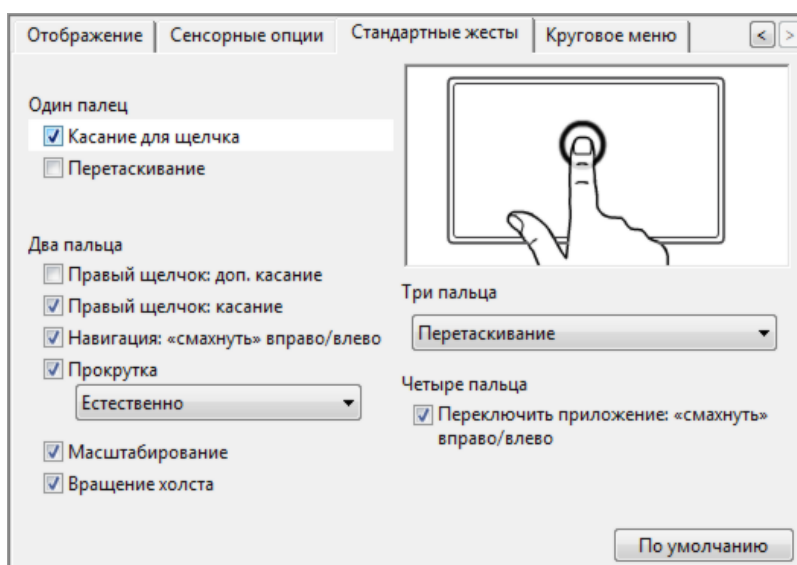 Отображение
Сенсорные опции
Стандартные жесты
Круговое меню
<
>
Один палец
Касание для щелчка
Перетаскивание
Два пальца
Правый щелчок: доп. касание
Правый щелчок: касание
Навигация: «смахнуть» вправо/влево
Прокрутка
Естественно
Масштабирование
Вращение холста
Три пальца
Перетаскивание
Четыре пальца
Переключить приложение: «смахнуть»
вправо/влево
По умолчанию